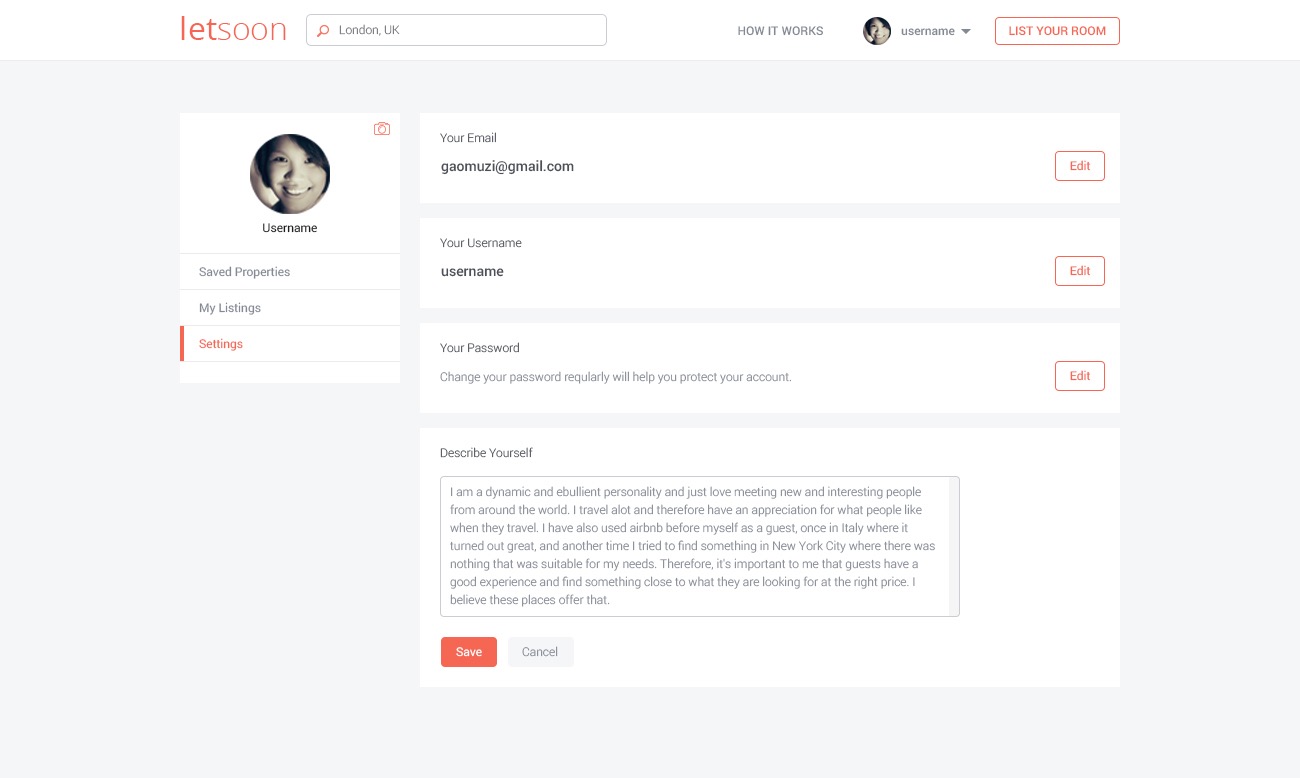 letsoon
London, UK
HOW IT WORKS
username
LIST YOUR ROOM
Username
Saved Properties
My Listings
Settings
Your Email
gaomuzi@gmail.com
Edit
Your Username
username
Edit
Your Password
Change your password reqularly will help you protect your account.
Edit
Describe Yourself
I am a dynamic and ebullient personality and just love meeting new and interesting people
from around the world. I travel alot and therefore have an appreciation for what people like
when they travel. I have also used airbnb before myself as a guest, once in Italy where it
turned out great, and another time I tried to find something in New York City where there was
nothing that was suitable for my needs. Therefore, it's important to me that guests have a
good experience and find something close to what they are looking for at the right price. I
believe these places offer that.
Save
Cancel